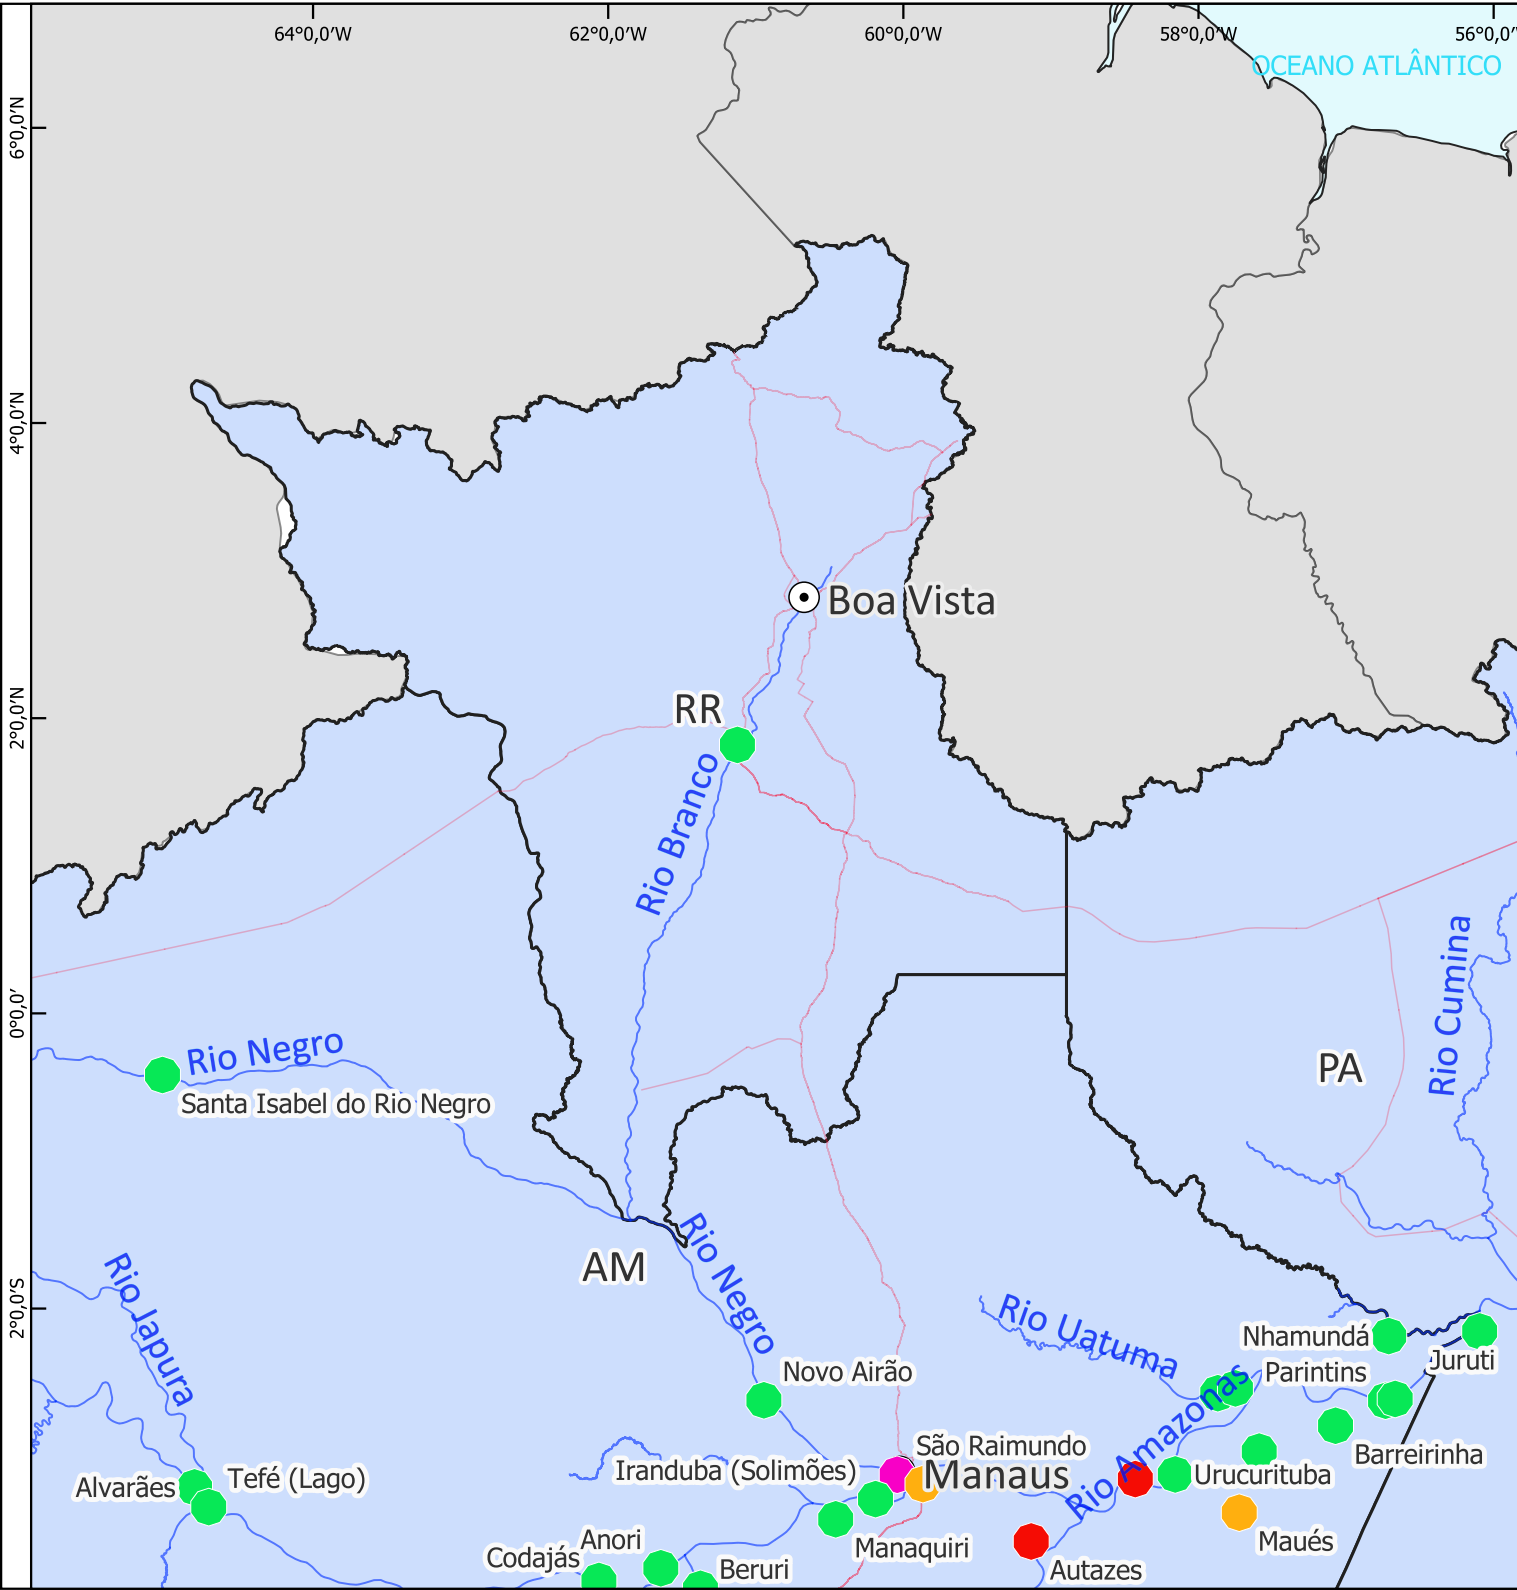 64°0,0′W
62°0,0′W
60°0,0′W
58°0,0′W
56°0,0′W
OCEANO ATLÂNTICO
6°0,0′N
4°0,0′N
Boa Vista
RR
2°0,0′N
Rio Branco
Rio Cumina
0°0,0′
Rio Negro
PA
Santa Isabel do Rio Negro
AM
Rio Negro
Rio Japura
2°0,0′S
Rio Uatuma
Nhamundá
Juruti
Parintins
Novo Airão
Rio Amazonas
Barreirinha
São Raimundo
Iranduba (Solimões)
Manaus
Urucurituba
Alvarães
Tefé (Lago)
Maués
Manaquiri
Anori
Codajás
Beruri
Autazes